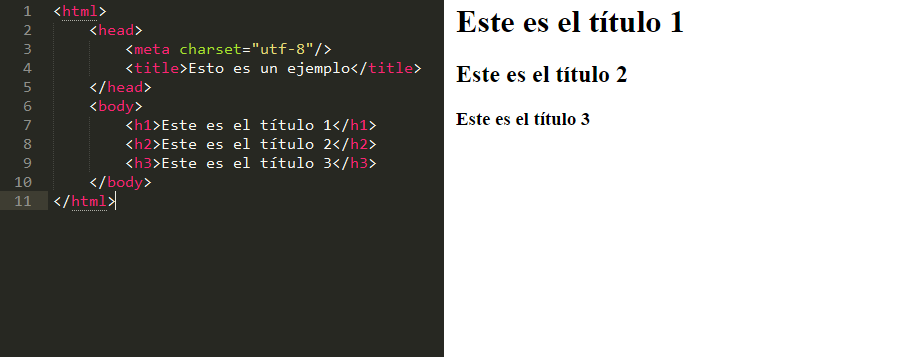 1 <html>
2 <head>
3 <meta charset="utf-8"/>
4 <title>Esto es un ejemplo</title>
5 </head>
6 <body>
7 <h1>Este es el título 1</h1>
8 <h2>Este es el título 2</h2>
9 <h3>Este es el título 3</h3>
10 </body>
11 </html>
Este es el título 1
Este es el título 2
Este es el título 3